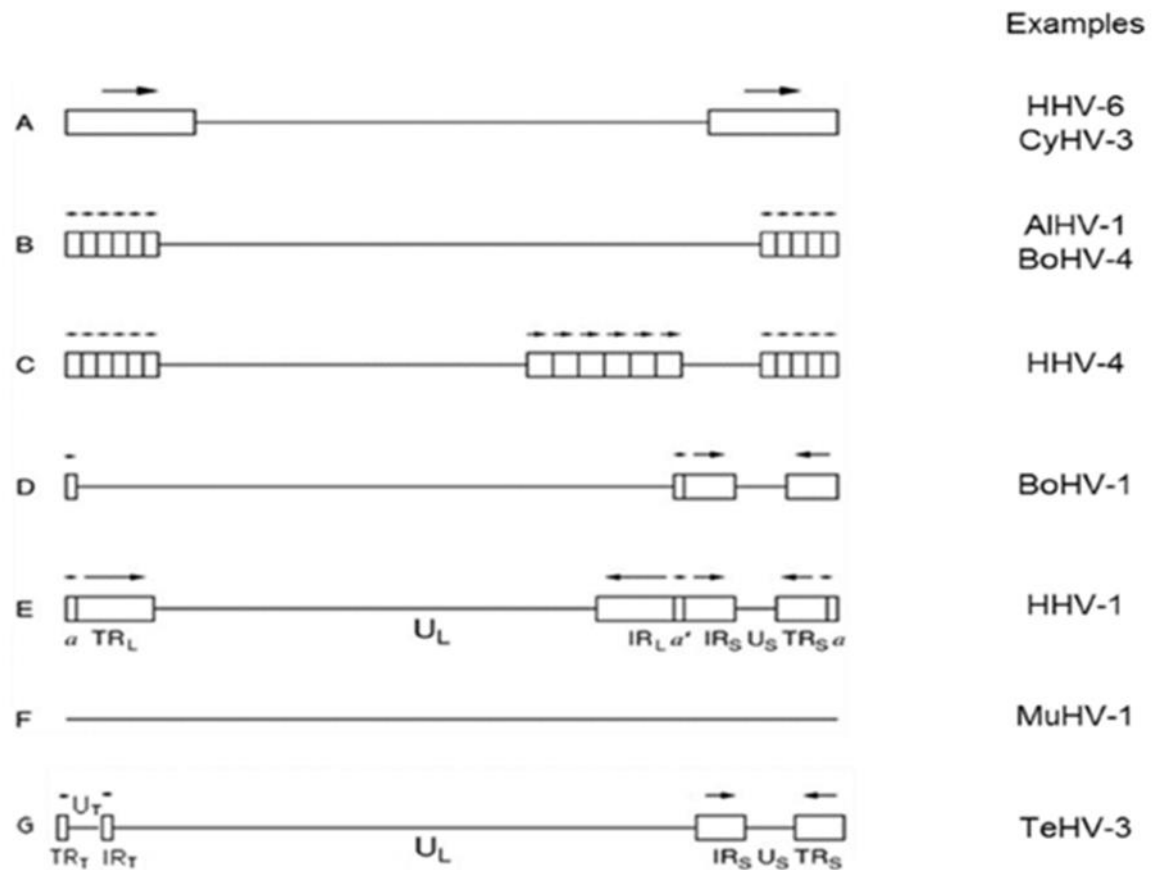 Examples
A HHV-6
CyHV-3
B AlHV-1
BoHV-4
C HHV-4
D BoHV-1
E HHV-1
a TRL UL IRL a' IRS US TRS a
F MuHV-1
UT
G TeHV-3
TRT IRT UL IRS US TRS